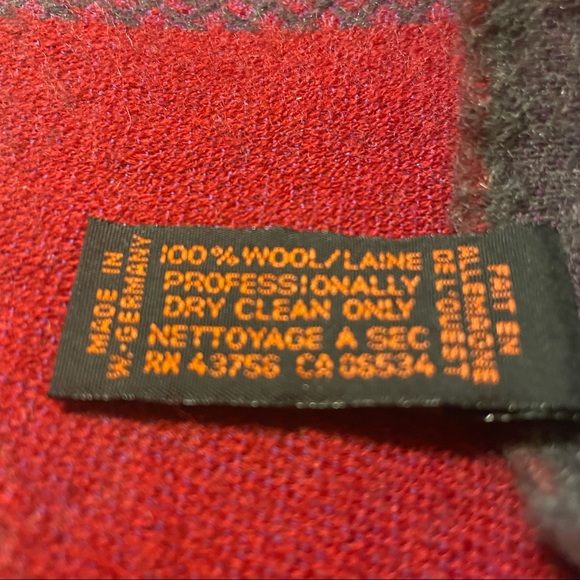 MADE IN
W.-GERMANY
100% WOOL/LAINE
PROFESSIONALLY
DRY CLEAN ONLY
NETTOYAGE A SEC
RN 43756 CA 06534
FAIT EN
ALLEMAGNE
DE L'OUEST